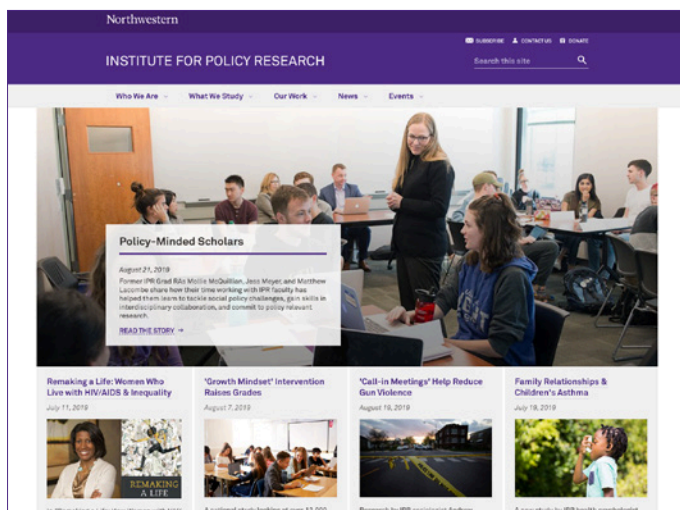 Northwestern
SUBSCRIBE CONTACT US DONATE
INSTITUTE FOR POLICY RESEARCH
Search this site
Who We Are What We Study Our Work News Events
Policy-Minded Scholars
August 21, 2019
Former IPR Grad RAs Mollie McQuillian, Jess Meyer, and Matthew
Lacombe share how their time working with IPR faculty has
helped them learn to tackle social policy challenges, gain skills in
interdisciplinary collaboration, and commit to policy relevant
research.
READ THE STORY →
Remaking a Life: Women Who
Live with HIV/AIDS & Inequality
July 11, 2019
REMAKING
A LIFE
'Growth Mindset' Intervention
Raises Grades
August 7, 2019
'Call-in Meetings' Help Reduce
Gun Violence
August 19, 2019
Family Relationships &
Children's Asthma
July 18, 2019